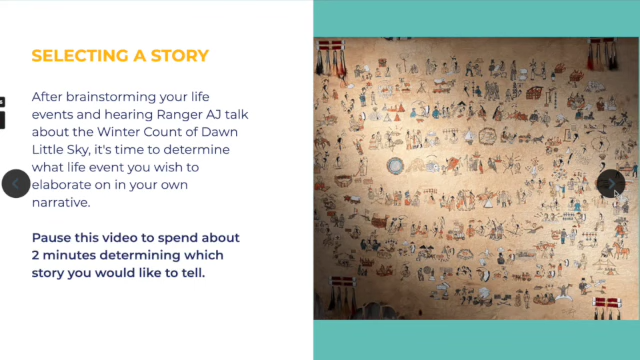 SELECTING A STORY
After brainstorming your life
events and hearing Ranger AJ talk
about the Winter Count of Dawn
Little Sky, it's time to determine
what life event you wish to
elaborate on in your own
narrative.
Pause this video to spend about
2 minutes determining which
story you would like to tell.